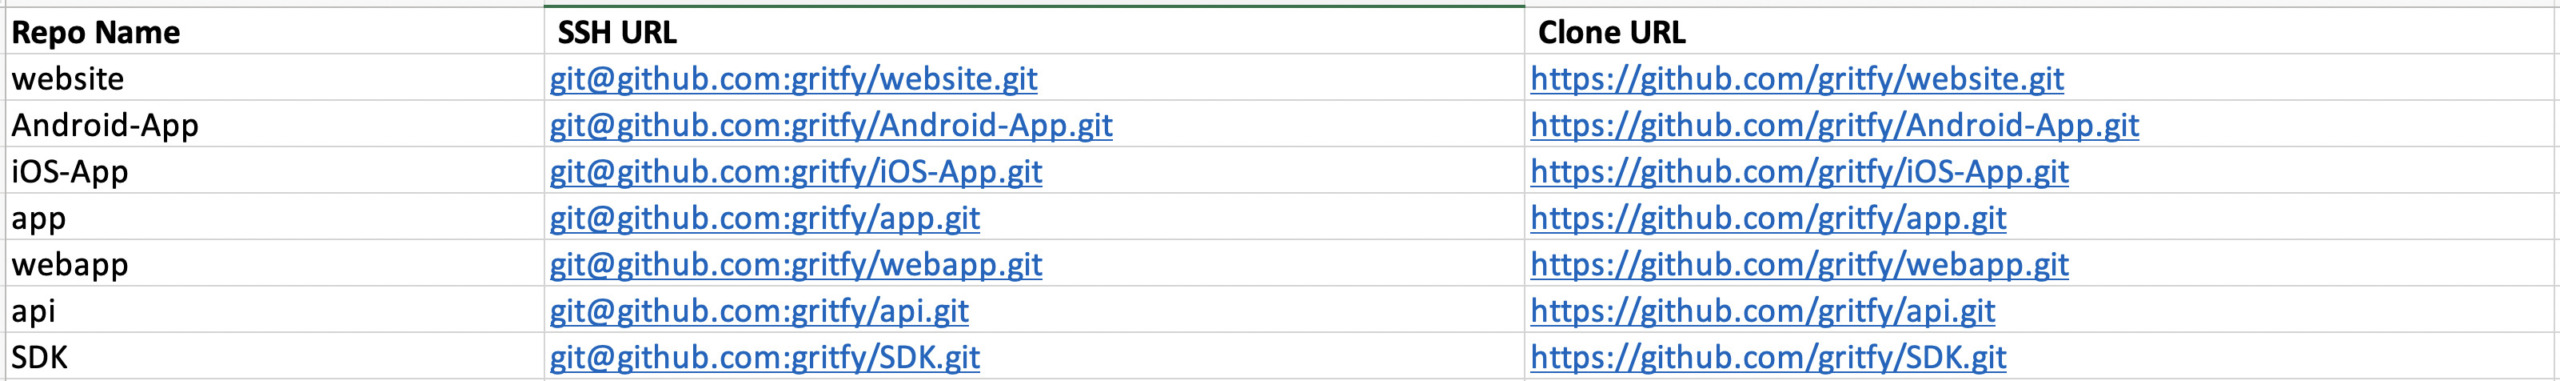 Repo Name SSH URL Clone URL
website git@github.com:gritfy/website.git https://github.com/gritfy/website.git
Android-App git@github.com:gritfy/Android-App.git https://github.com/gritfy/Android-App.git
iOS-App git@github.com:gritfy/iOS-App.git https://github.com/gritfy/iOS-App.git
app git@github.com:gritfy/app.git https://github.com/gritfy/app.git
webapp git@github.com:gritfy/webapp.git https://github.com/gritfy/webapp.git
api git@github.com:gritfy/api.git https://github.com/gritfy/api.git
SDK git@github.com:gritfy/SDK.git https://github.com/gritfy/SDK.git